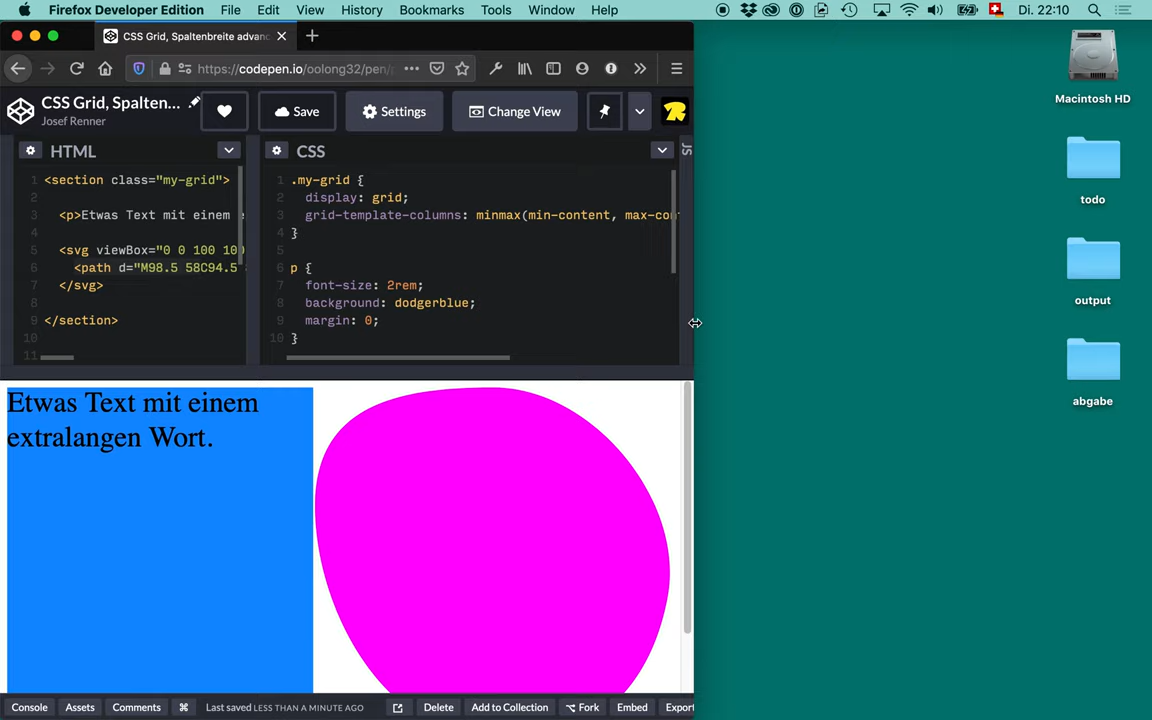 Firefox Developer Edition File Edit View History Bookmarks Tools Window Help Di. 22:10
CSS Grid, Spaltenbreite advan
https://codepen.io/oolong32/pen/
CSS Grid, Spalten...
Josef Renner
Save
Settings
Change View
HTML
CSS
JS
1 <section class="my-grid">
2
3 <p>Etwas Text mit einem
4
5 <svg viewBox="0 0 100 10
6 <path d="M98.5 58C94.5
7 </svg>
8
9 </section>
10
11
1 .my-grid {
2 display: grid;
3 grid-template-columns: minmax(min-content, max-con
4 }
5
6 p {
7 font-size: 2rem;
8 background: dodgerblue;
9 margin: 0;
10 }
Etwas Text mit einem
extralangen Wort.
Console Assets Comments ⌘ Last saved LESS THAN A MINUTE AGO Delete Add to Collection Fork Embed Export
Macintosh HD
todo
output
abgabe